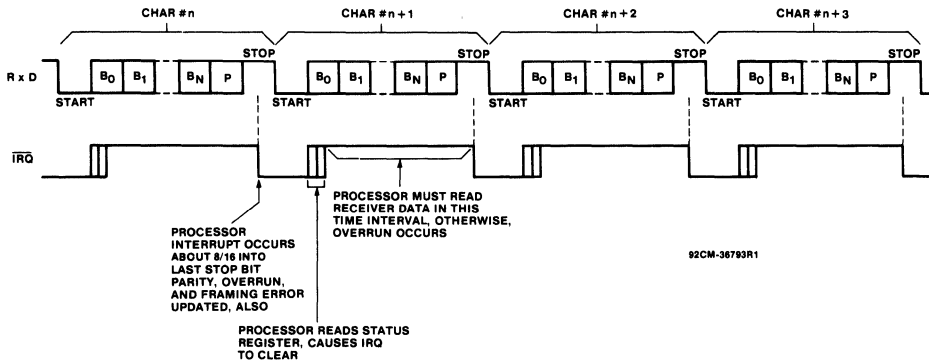 CHAR #n CHAR #n+1 CHAR #n+2 CHAR #n+3
STOP STOP STOP STOP
R x D B0 B1 BN P B0 B1 BN P B0 B1 BN P B0 B1 BN P
START START START START
IRQ
PROCESSOR
INTERRUPT OCCURS
ABOUT 8/16 INTO
LAST STOP BIT
PARITY, OVERRUN,
AND FRAMING ERROR
UPDATED, ALSO
PROCESSOR MUST READ
RECEIVER DATA IN THIS
TIME INTERVAL, OTHERWISE,
OVERRUN OCCURS
92CM-36793R1
PROCESSOR READS STATUS
REGISTER, CAUSES IRQ
TO CLEAR